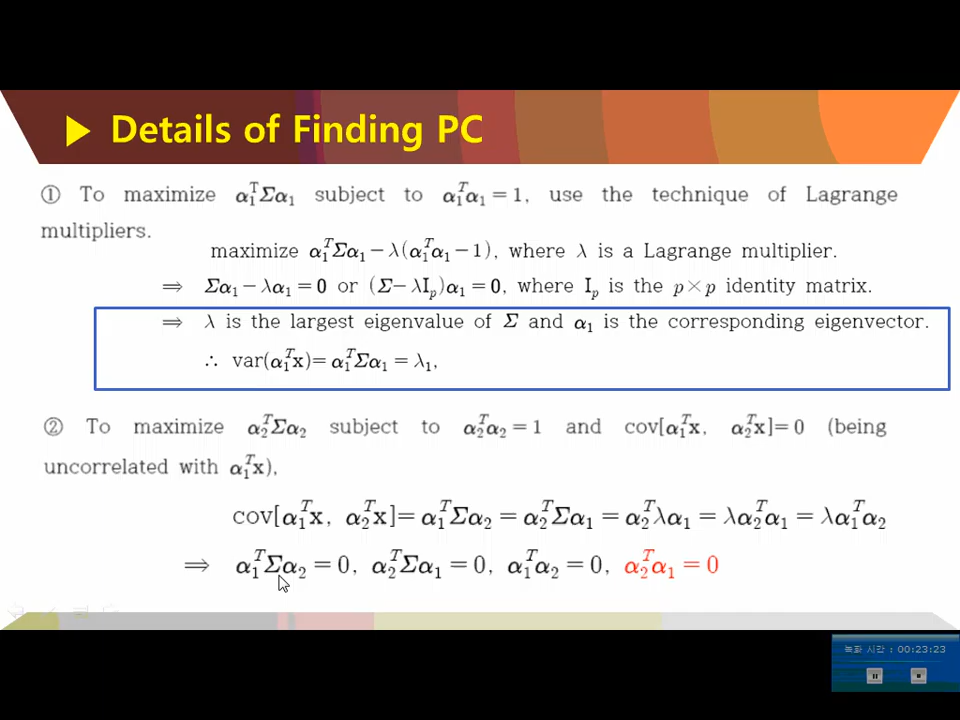 Details of Finding PC
① To maximize α₁ᵀΣα₁ subject to α₁ᵀα₁ = 1, use the technique of Lagrange
multipliers.
maximize α₁ᵀΣα₁ − λ(α₁ᵀα₁ − 1), where λ is a Lagrange multiplier.
⟹ Σα₁ − λα₁ = 0 or (Σ − λIₚ)α₁ = 0, where Iₚ is the p×p identity matrix.
⟹ λ is the largest eigenvalue of Σ and α₁ is the corresponding eigenvector.
∴ var(α₁ᵀx) = α₁ᵀΣα₁ = λ₁,
② To maximize α₂ᵀΣα₂ subject to α₂ᵀα₂ = 1 and cov[α₁ᵀx, α₂ᵀx] = 0 (being
uncorrelated with α₁ᵀx),
cov[α₁ᵀx, α₂ᵀx] = α₁ᵀΣα₂ = α₂ᵀΣα₁ = α₂ᵀλα₁ = λα₂ᵀα₁ = λα₁ᵀα₂
⟹ α₁ᵀΣα₂ = 0, α₂ᵀΣα₁ = 0, α₁ᵀα₂ = 0, α₂ᵀα₁ = 0
녹화 시간 : 00:23:23